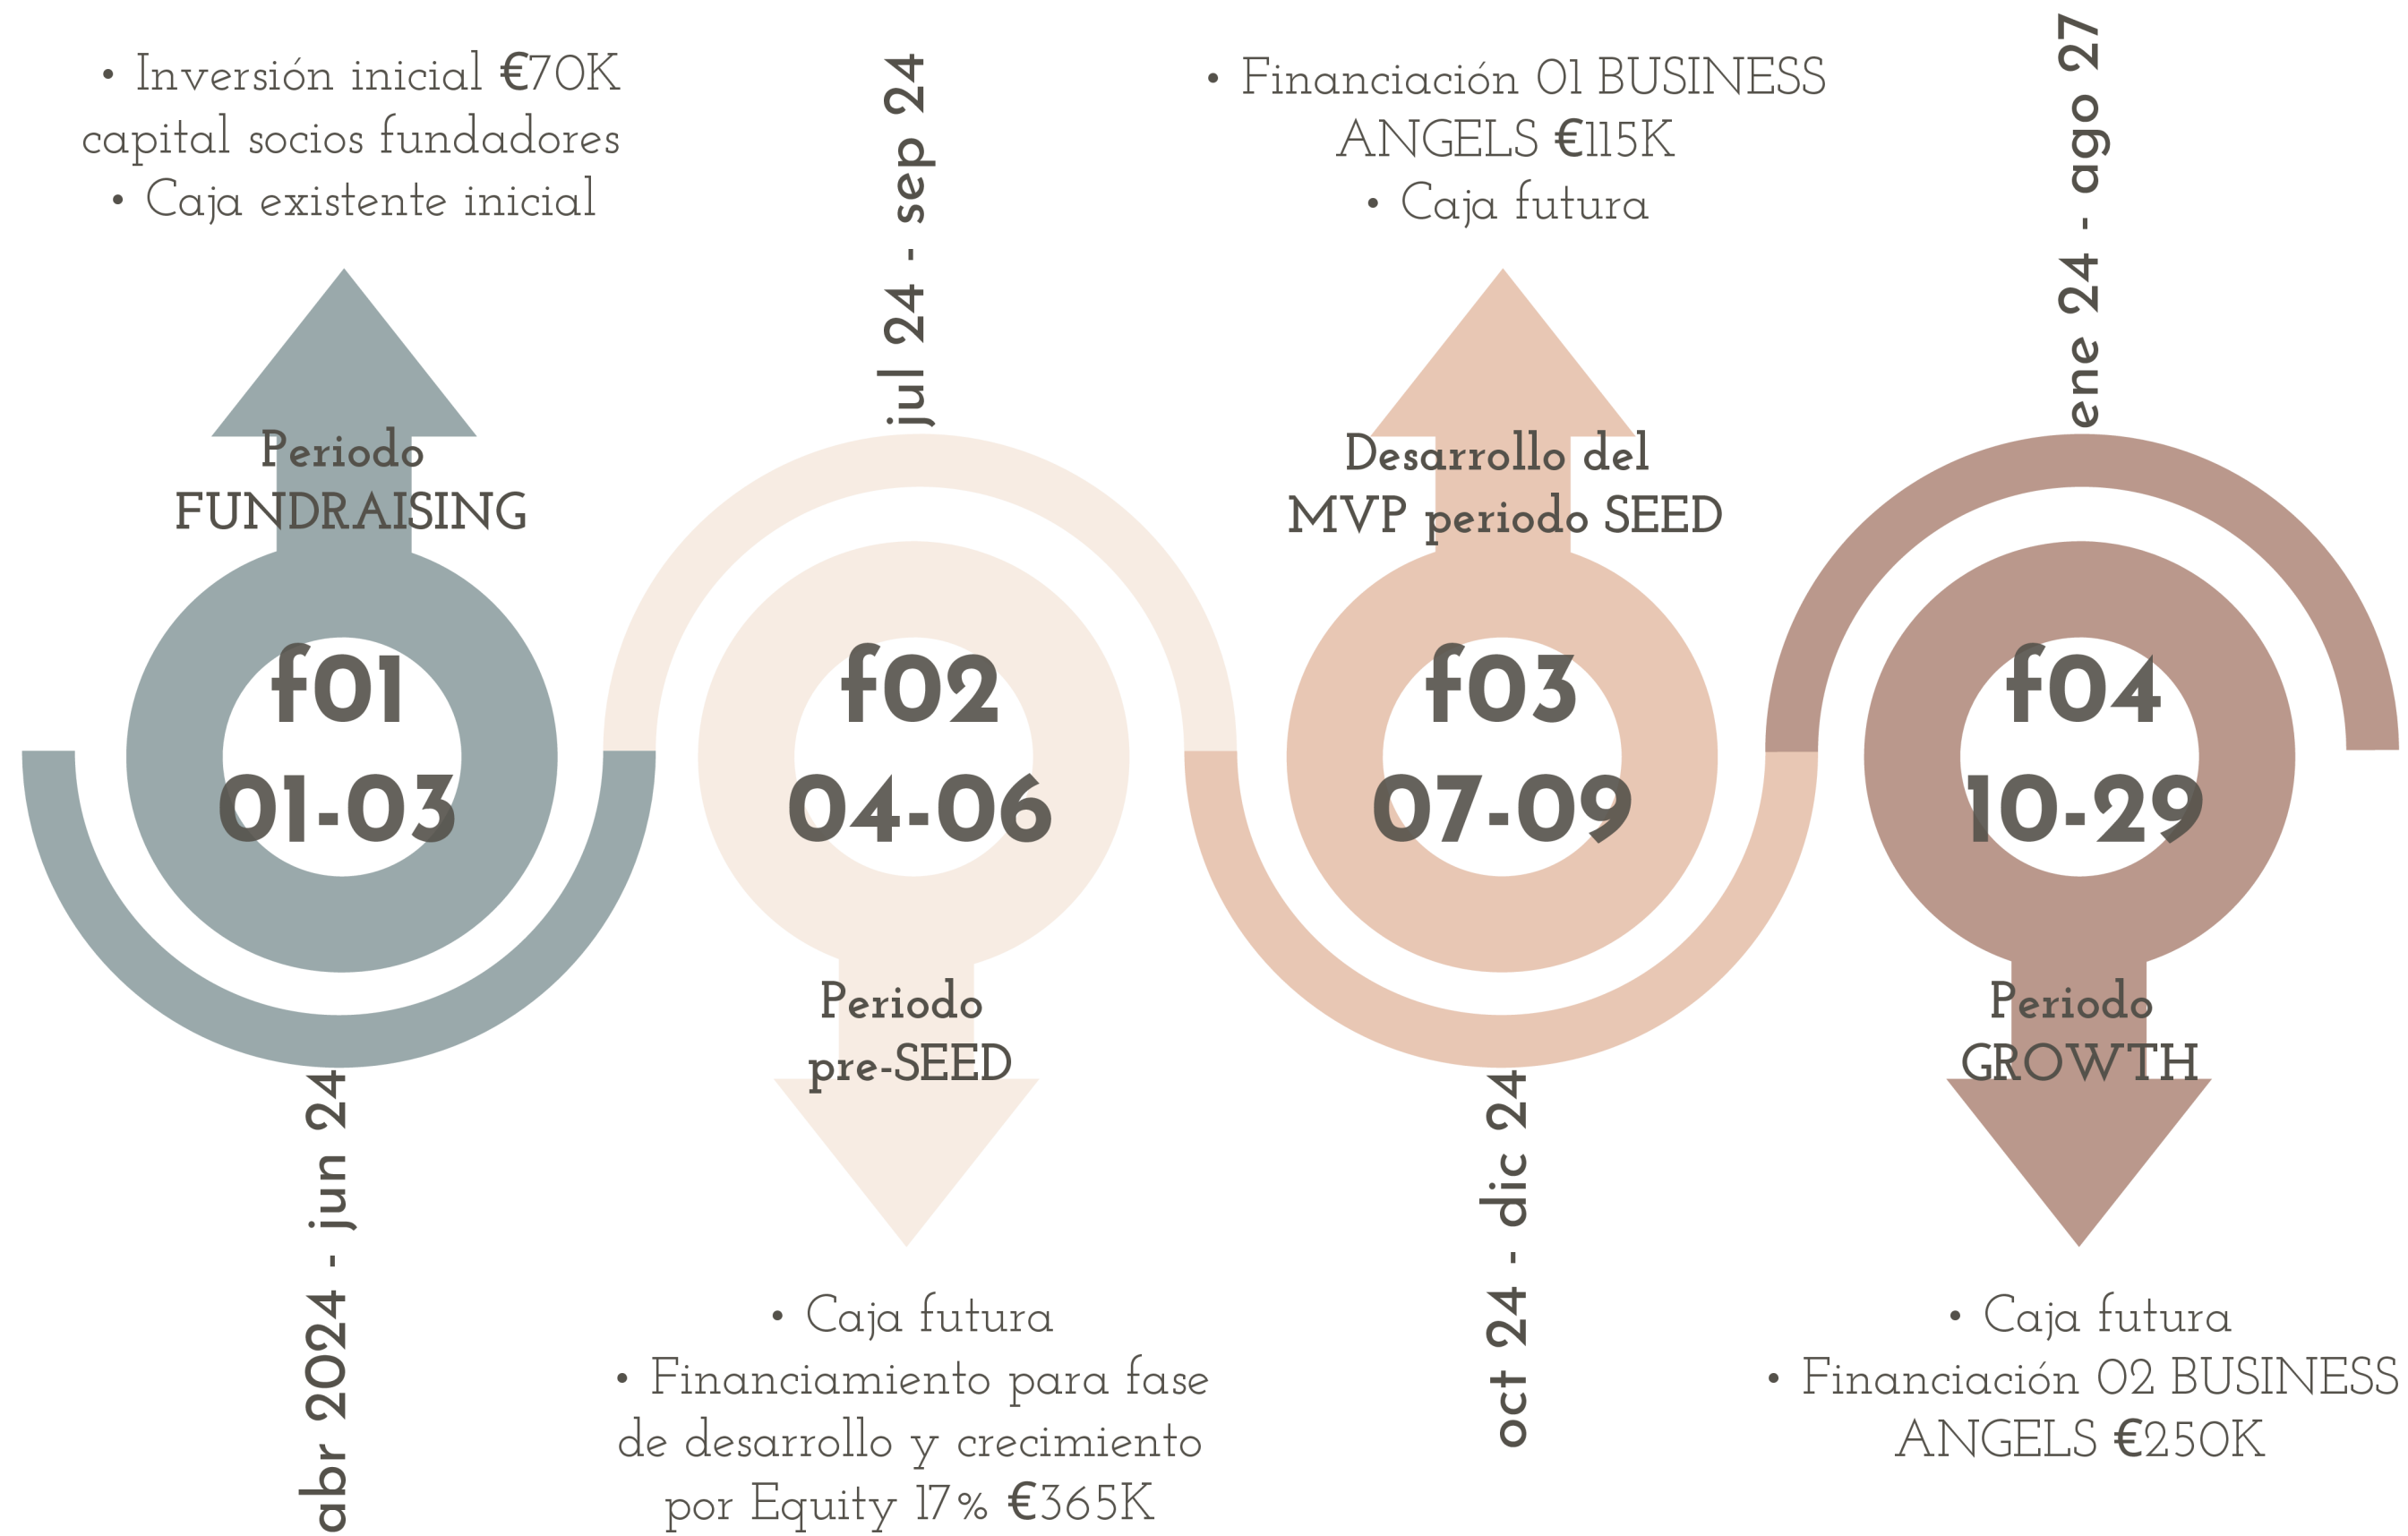 • Inversión inicial €70K
capital socios fundadores
• Caja existente inicial
Periodo
FUNDRAISING
f01
01-03
abr 2024 - jun 24
jul 24 - sep 24
f02
04-06
Periodo
pre-SEED
• Caja futura
• Financiamiento para fase
de desarrollo y crecimiento
por Equity 17% €365K
• Financiación 01 BUSINESS
ANGELS €115K
• Caja futura
Desarrollo del
MVP periodo SEED
f03
07-09
oct 24 - dic 24
ene 24 - ago 27
f04
10-29
Periodo
GROWTH
• Caja futura
• Financiación 02 BUSINESS
ANGELS €250K